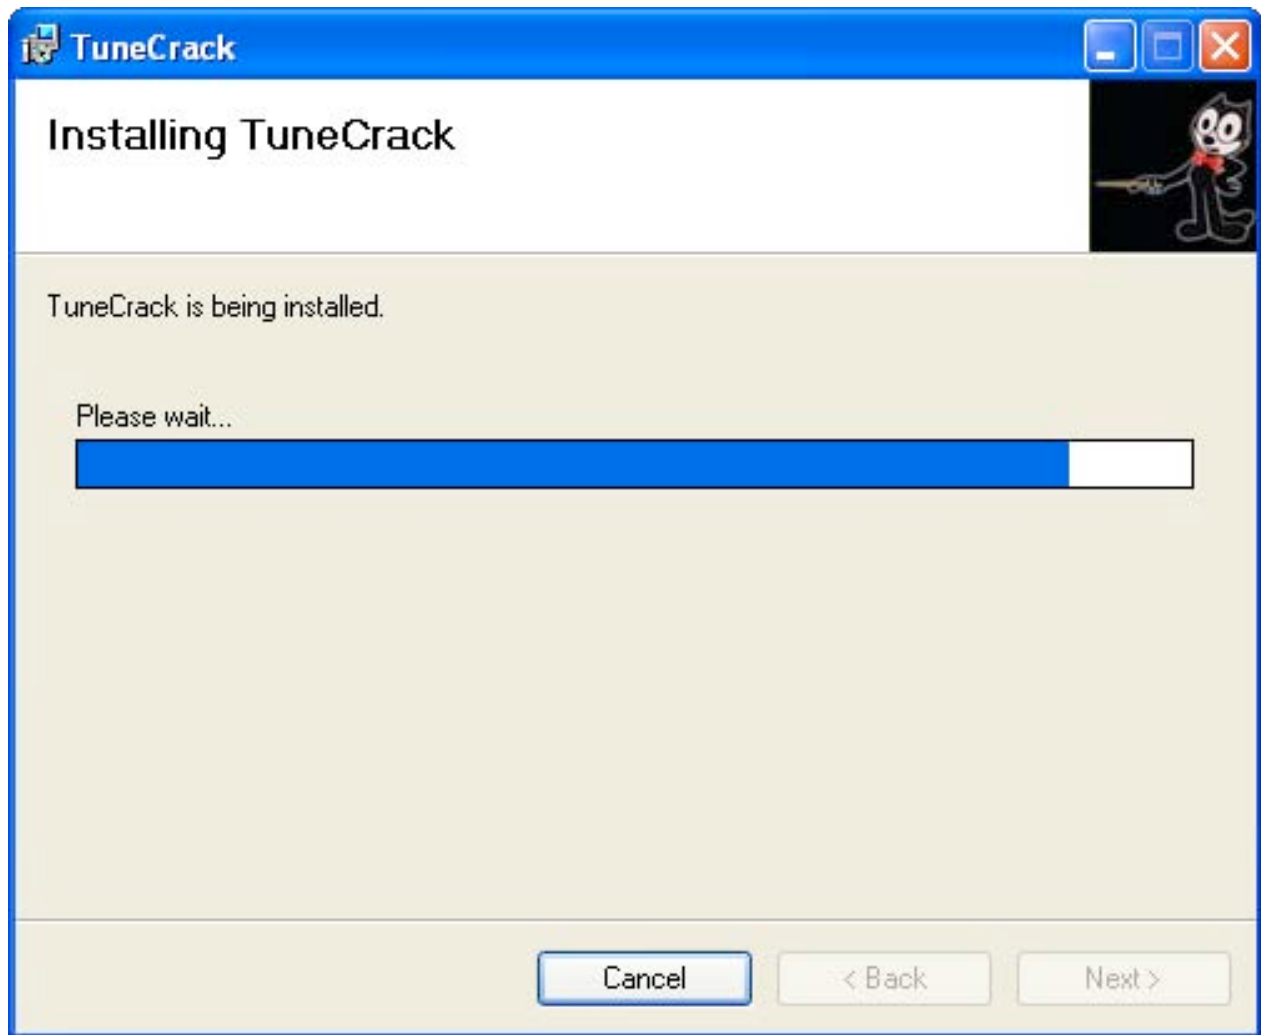 TuneCrack
Installing TuneCrack
TuneCrack is being installed.
Please wait...
Cancel
< Back
Next >